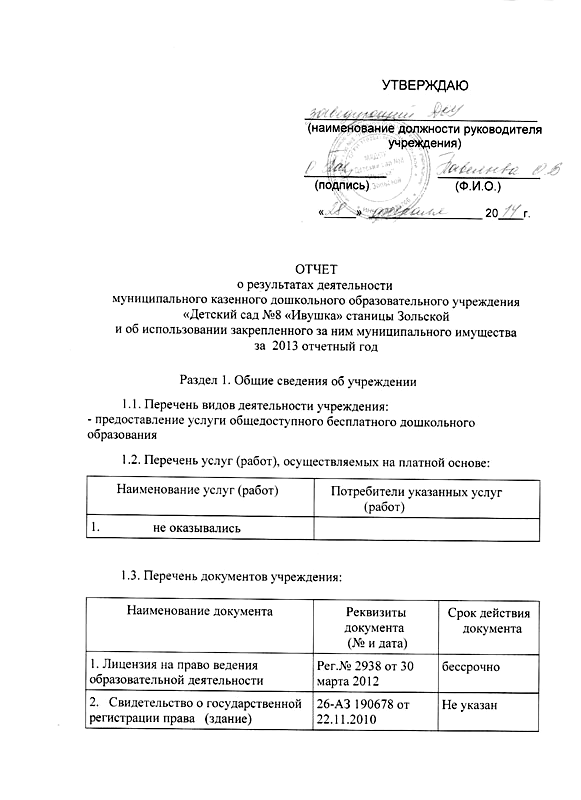 УТВЕРЖДАЮ
заведующий ДОУ
(наименование должности руководителя
учреждения)
(подпись) (Ф.И.О.)
«28» февраля 2014 г.
ОТЧЕТ
о результатах деятельности
муниципального казенного дошкольного образовательного учреждения
«Детский сад №8 «Ивушка» станицы Зольской
и об использовании закрепленного за ним муниципального имущества
за 2013 отчетный год
Раздел 1. Общие сведения об учреждении
1.1. Перечень видов деятельности учреждения:
- предоставление услуги общедоступного бесплатного дошкольного
образования
1.2. Перечень услуг (работ), осуществляемых на платной основе:
Наименование услуг (работ) Потребители указанных услуг
(работ)
1. не оказывались
1.3. Перечень документов учреждения:
Наименование документа Реквизиты Срок действия
документа документа
(№ и дата)
1. Лицензия на право ведения Рег.№ 2938 от 30 бессрочно
образовательной деятельности марта 2012
2. Свидетельство о государственной 26-АЗ 190678 от Не указан
регистрации права (здание) 22.11.2010